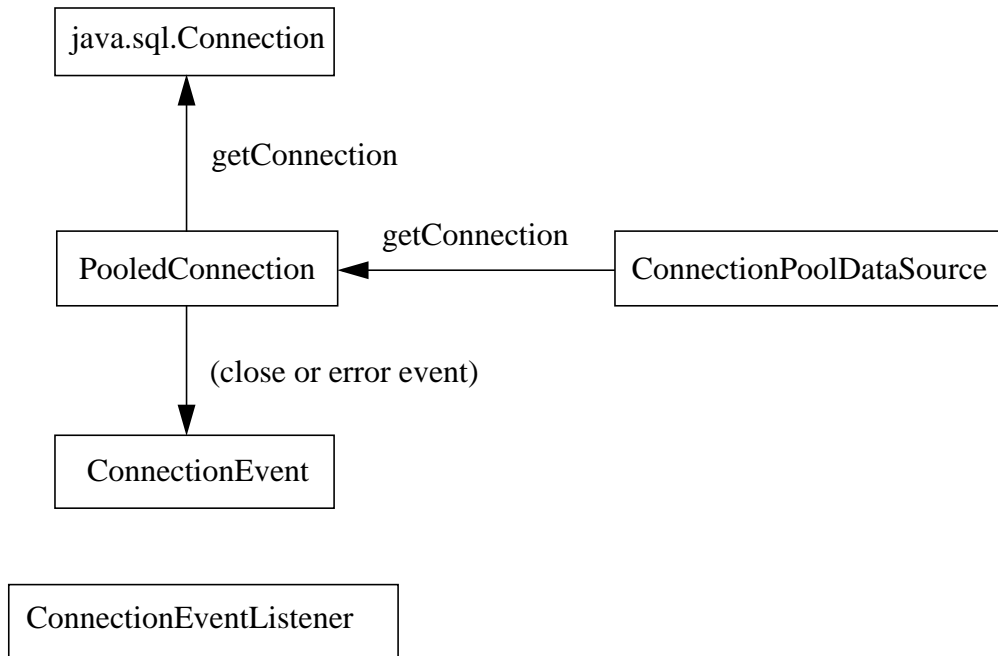 java.sql.Connection
getConnection
getConnection
PooledConnection
ConnectionPoolDataSource
(close or error event)
ConnectionEvent
ConnectionEventListener